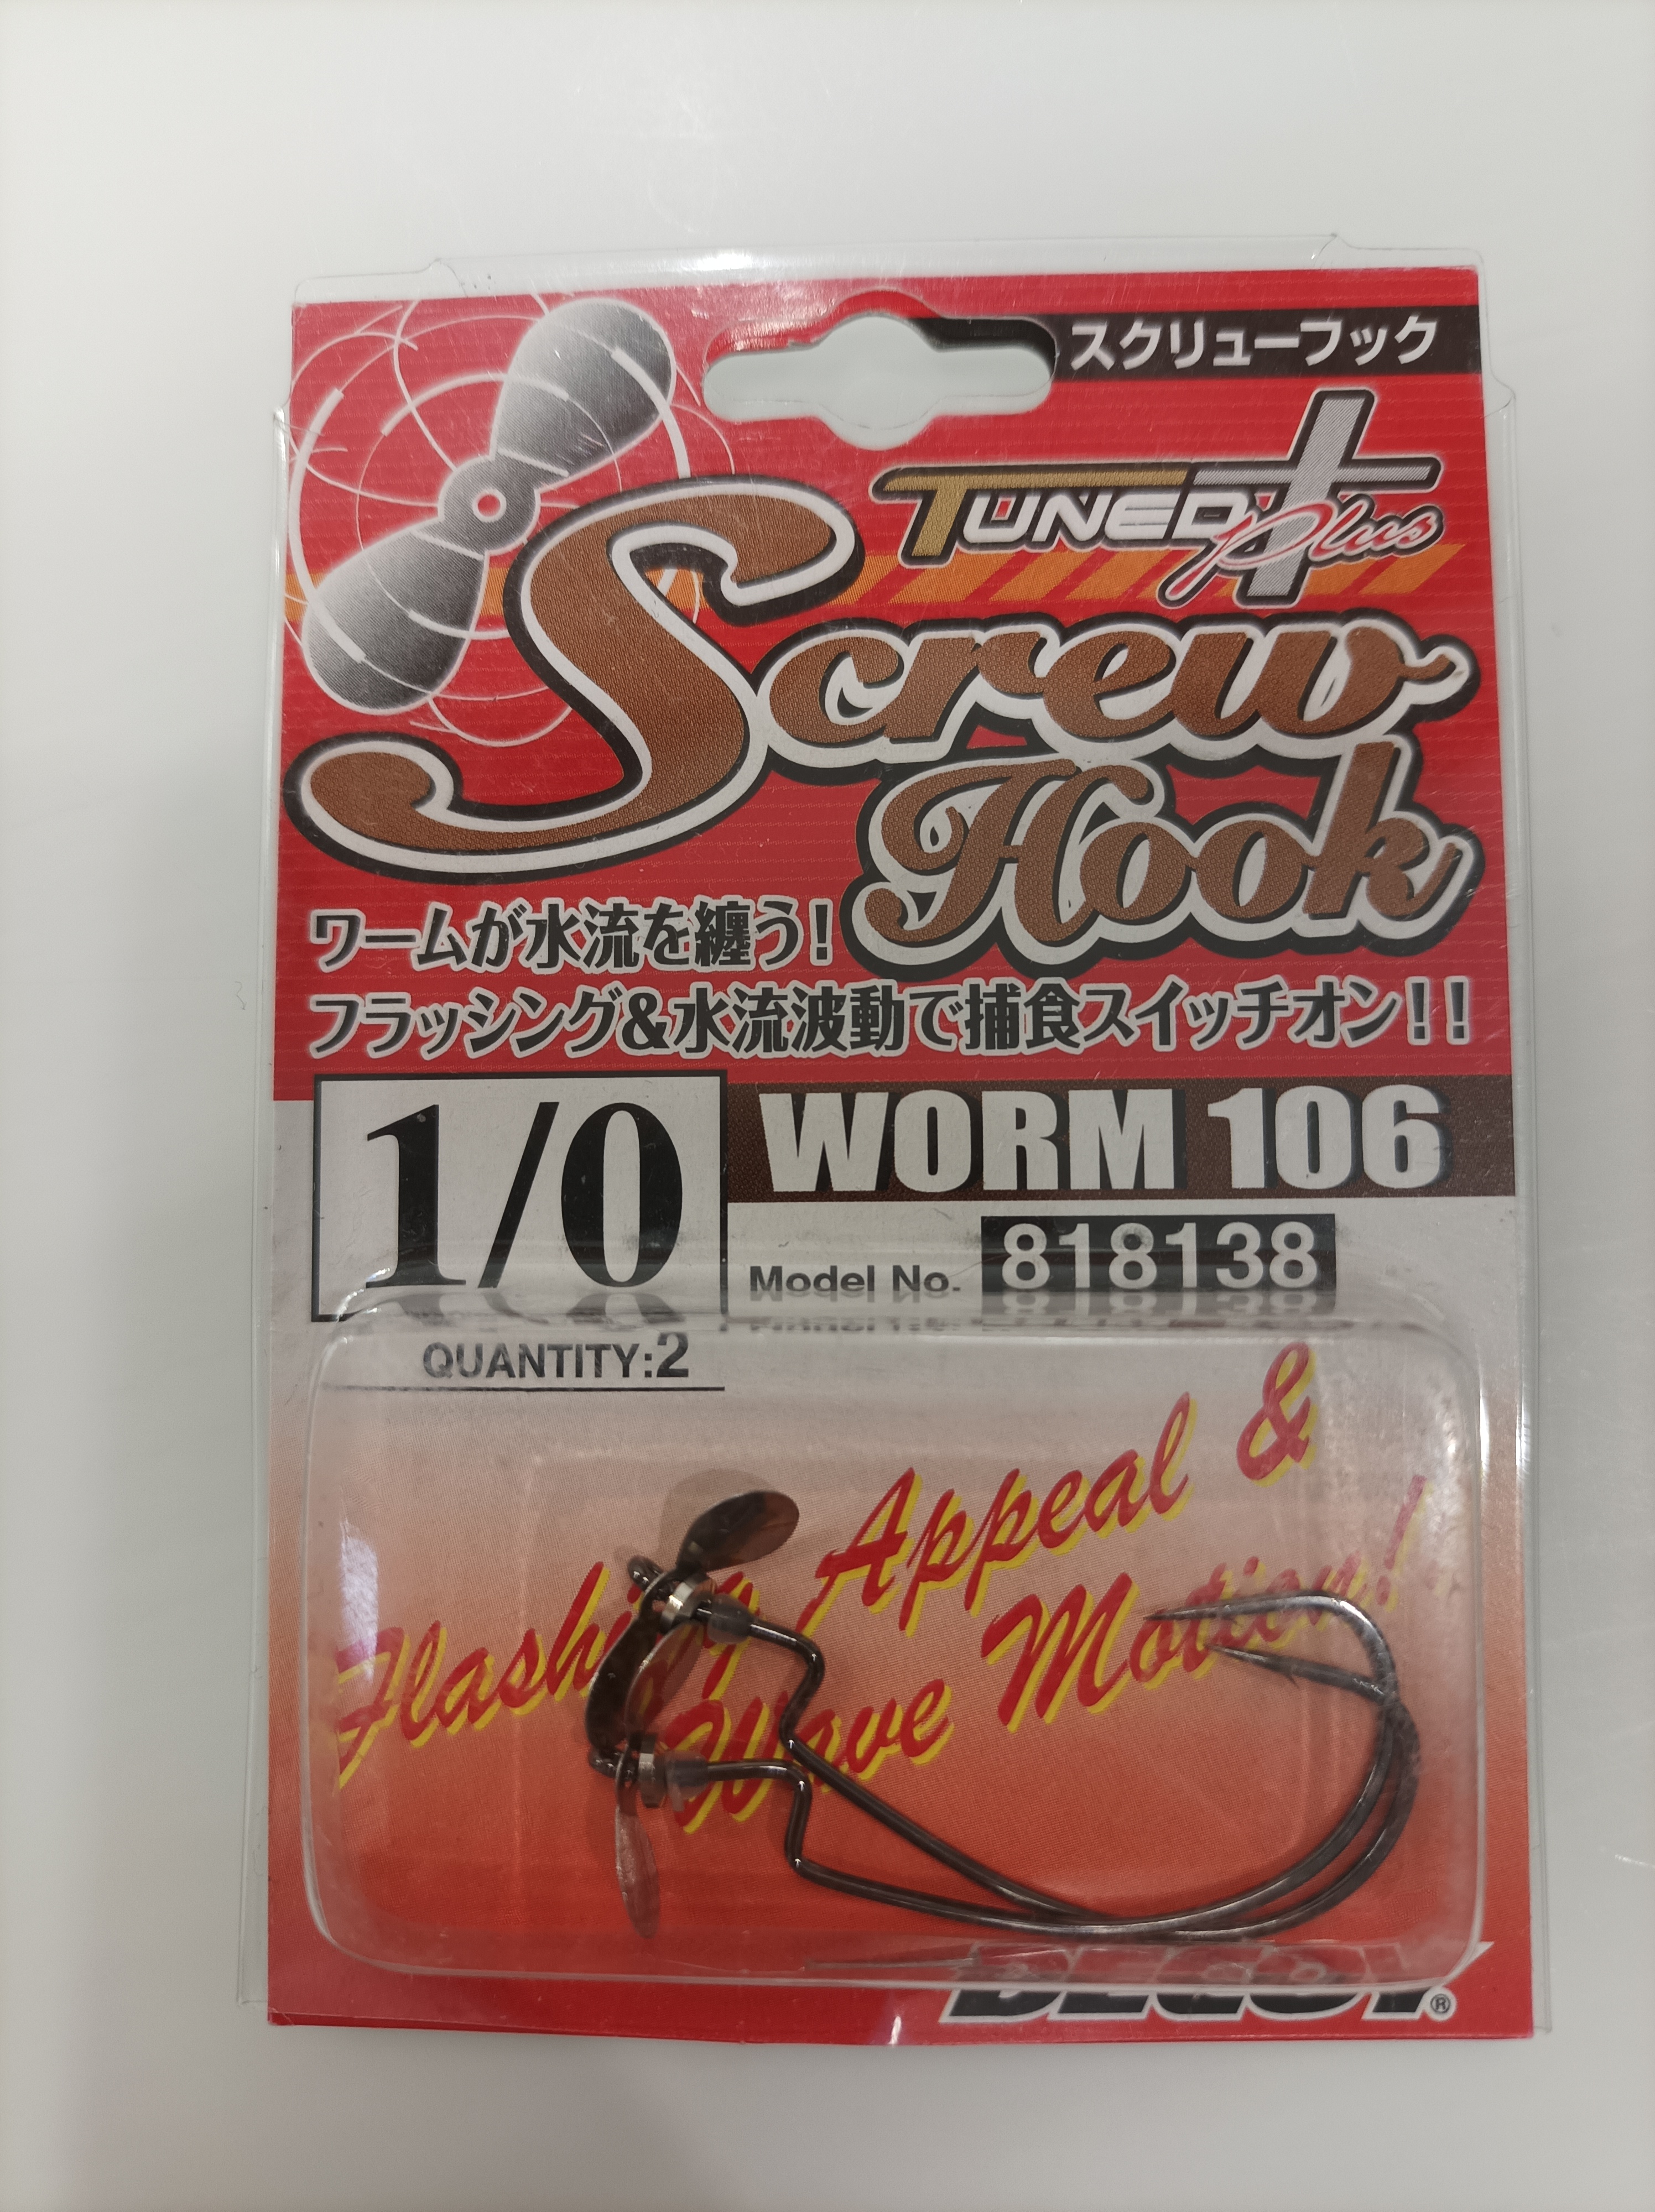 スクリューフック
TUNED Plus
Screw
Hook
ワームが水流を纏う!
フラッシング&水流波動で捕食スイッチオン!!
1/0
WORM 106
Model No. 818138
QUANTITY:2
Flashing Appeal &
Wave Motion!
DECOY®